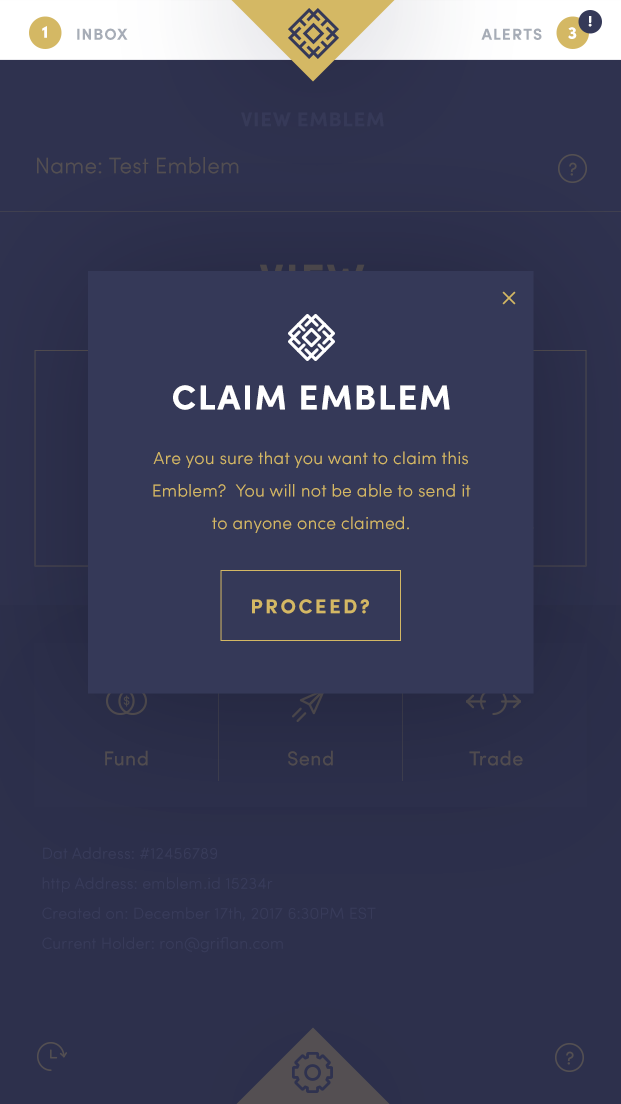 1 INBOX ALERTS 3 !
VIEW EMBLEM
Name: Test Emblem ?
VIEW
CLAIM EMBLEM
Are you sure that you want to claim this
Emblem? You will not be able to send it
to anyone once claimed.
PROCEED?
$
Fund Send Trade
Dat Address: #12456789
http Address: emblem.id 15234r
Created on: December 17th, 2017 6:30PM EST
Current Holder: ron@griflan.com
?